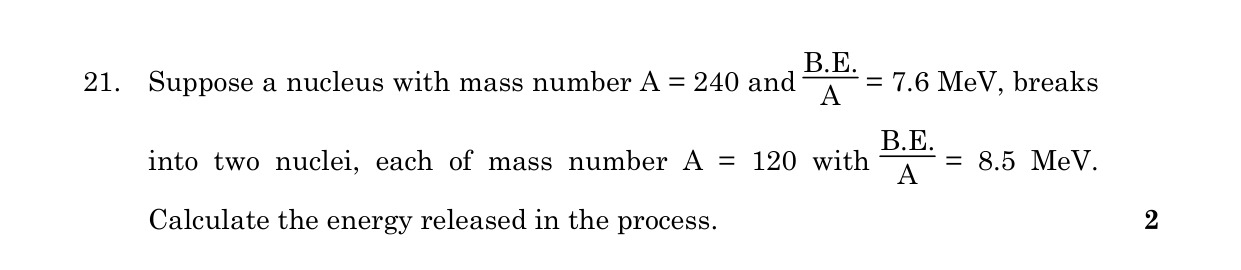 21. Suppose a nucleus with mass number A = 240 and B.E./A = 7.6 MeV, breaks
into two nuclei, each of mass number A = 120 with B.E./A = 8.5 MeV.
Calculate the energy released in the process. 2